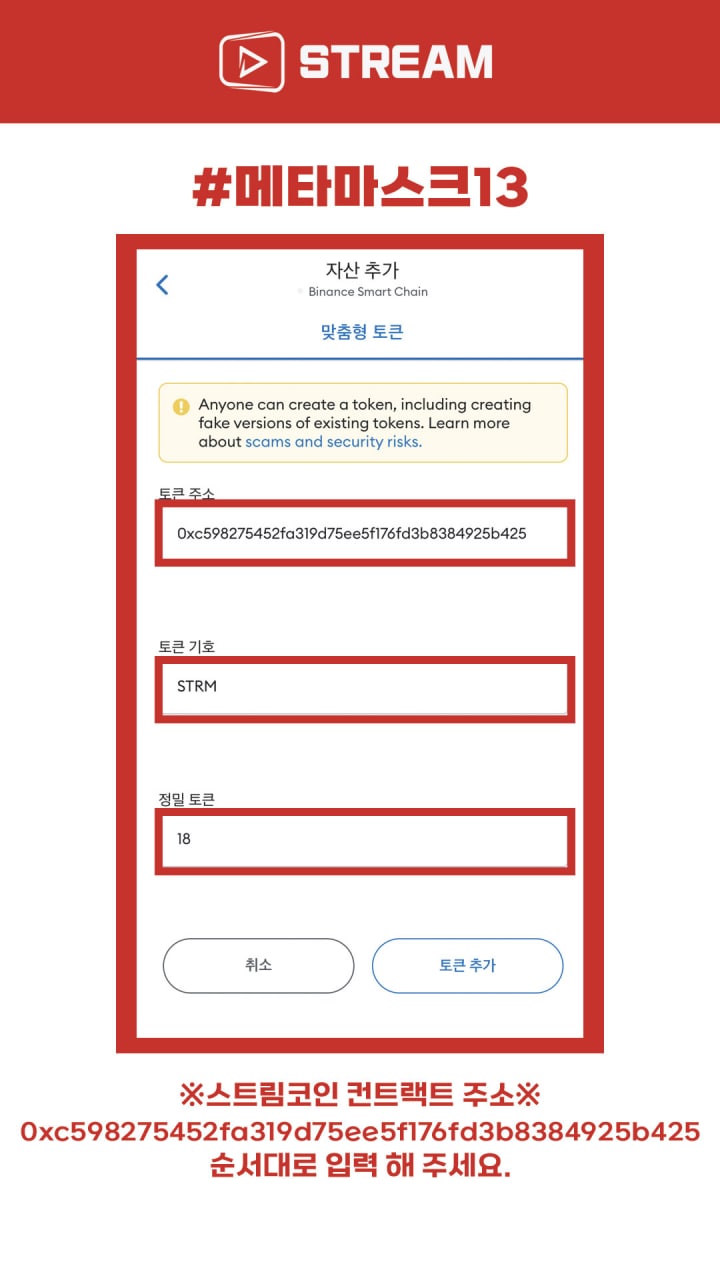 STREAM
#메타마스크13
자산 추가
Binance Smart Chain
맞춤형 토큰
Anyone can create a token, including creating
fake versions of existing tokens. Learn more
about scams and security risks.
토큰 주소
0xc598275452fa319d75ee5f176fd3b8384925b425
토큰 기호
STRM
정밀 토큰
18
취소
토큰 추가
※스트림코인 컨트랙트 주소※
0xc598275452fa319d75ee5f176fd3b8384925b425
순서대로 입력 해 주세요.